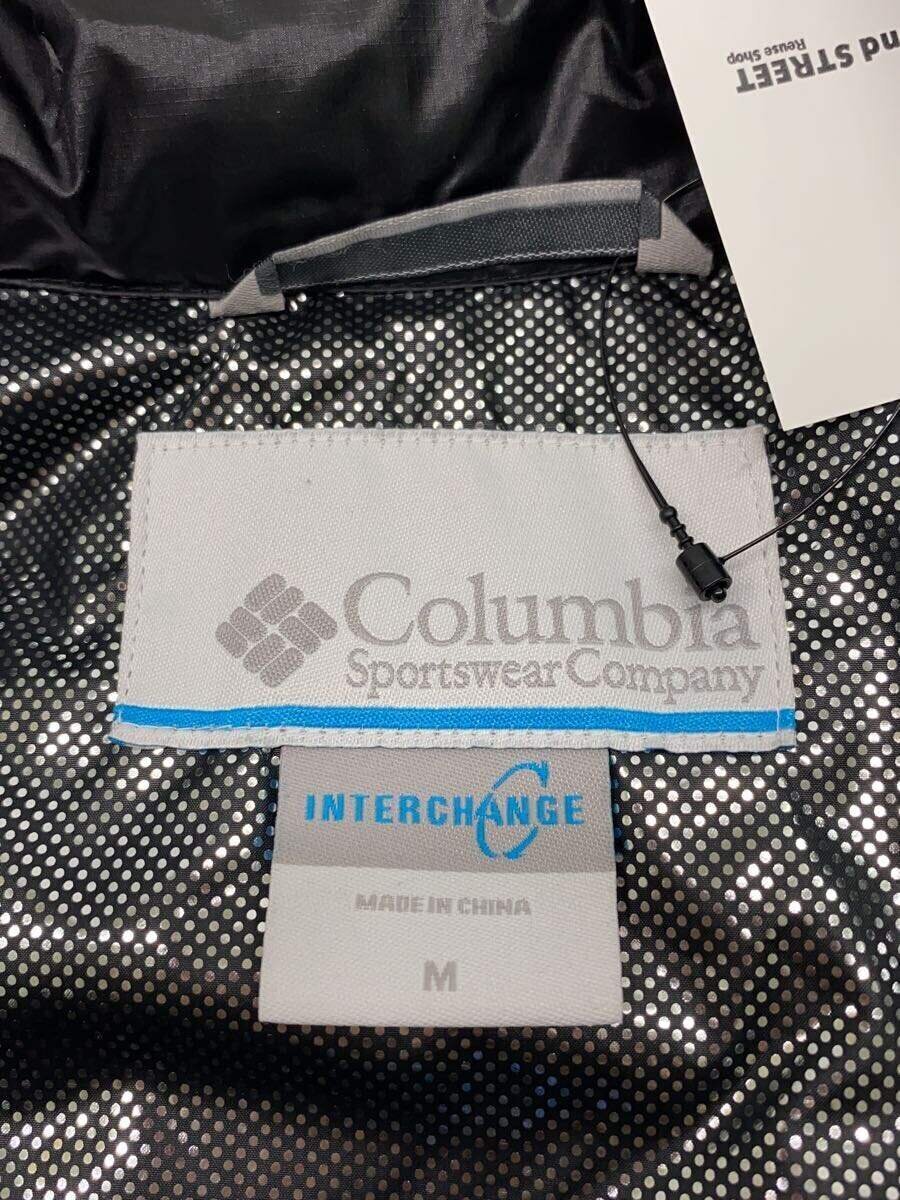 nd STREET
Reuse Shop
Columbia
Sportswear Company
INTERCHANGE
MADE IN CHINA
M